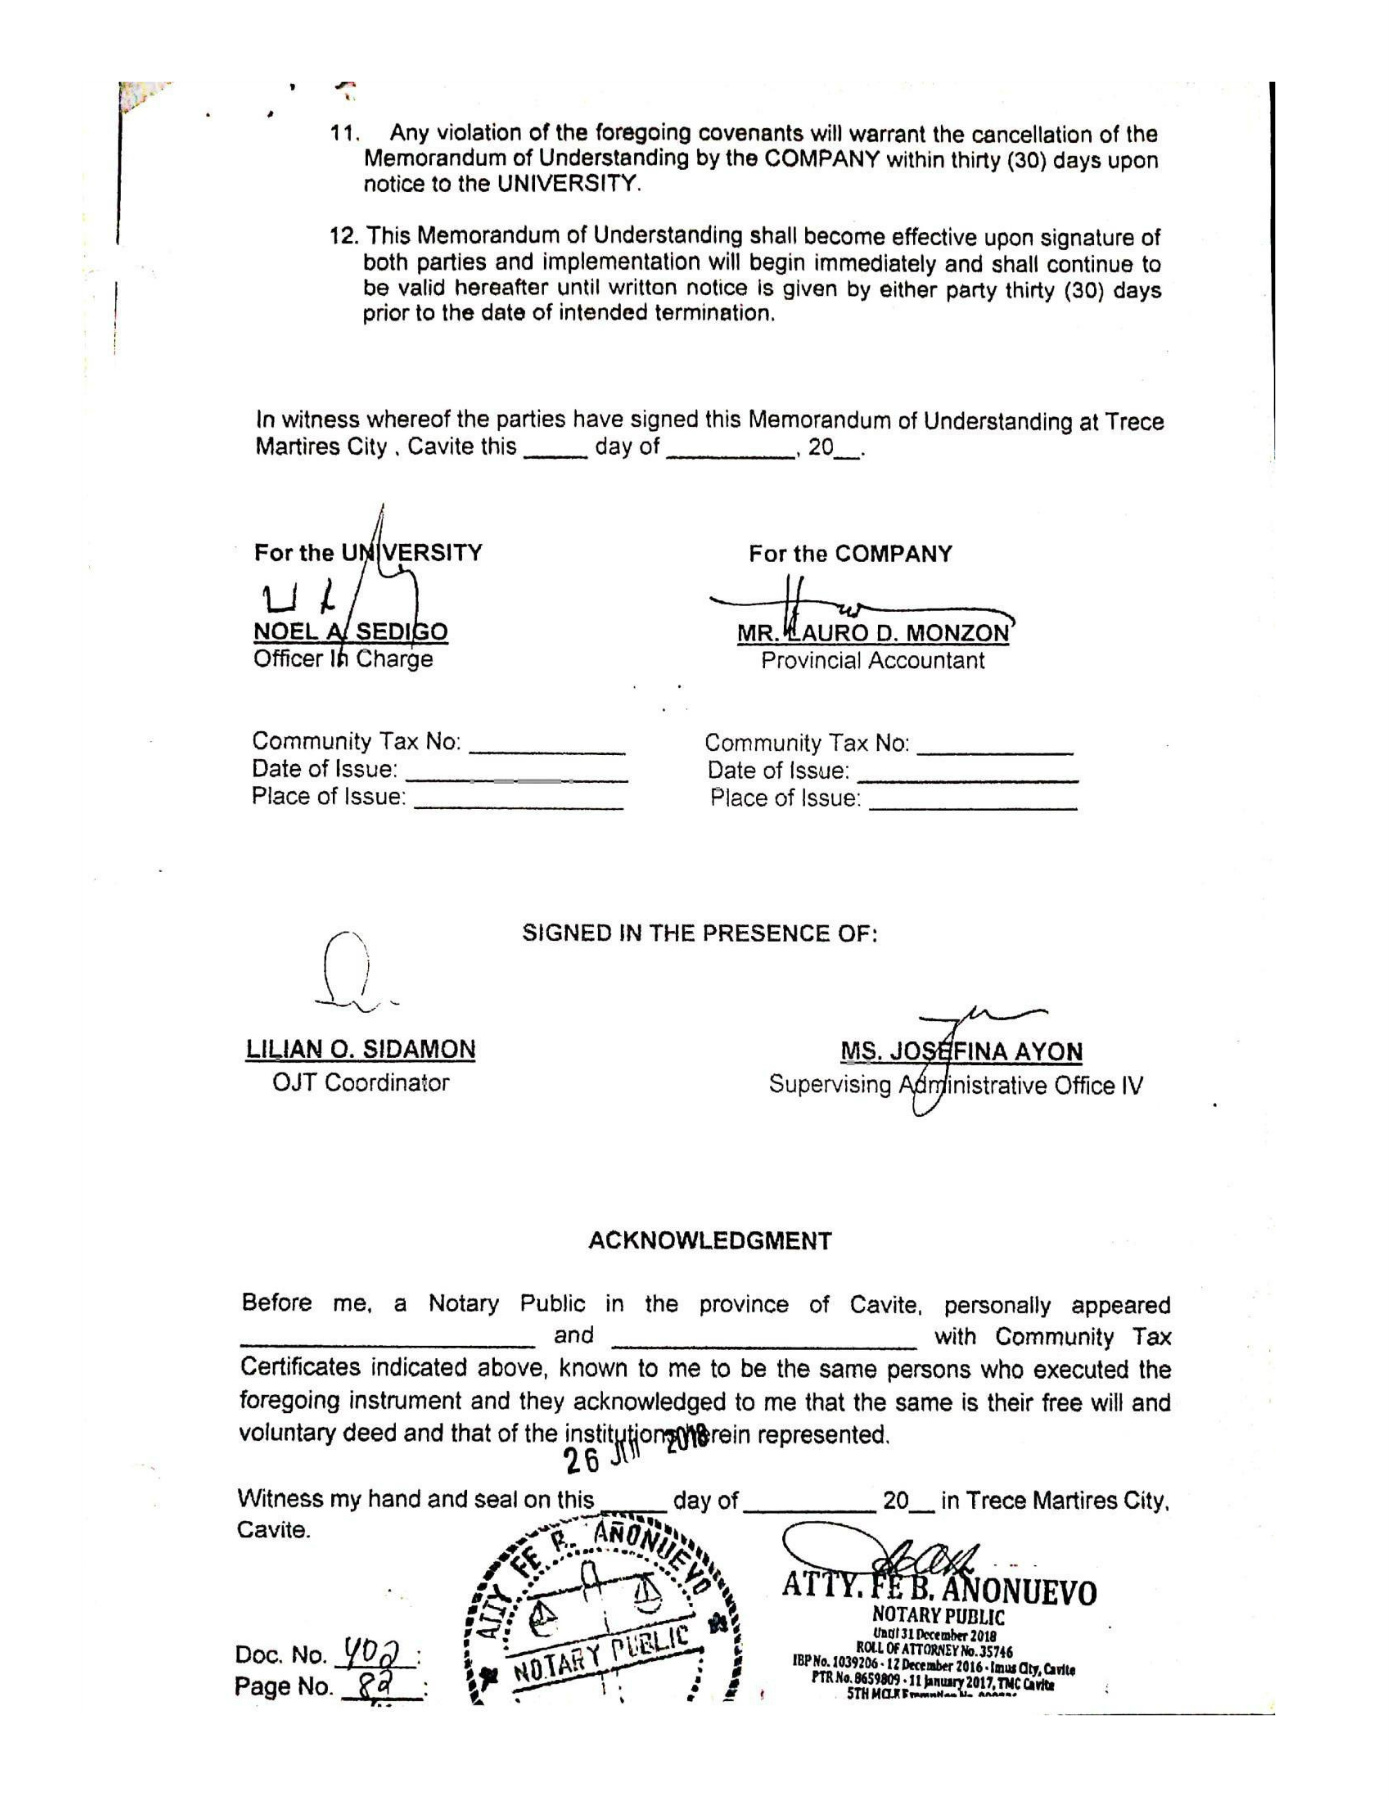 11. Any violation of the foregoing covenants will warrant the cancellation of the
Memorandum of Understanding by the COMPANY within thirty (30) days upon
notice to the UNIVERSITY.
12. This Memorandum of Understanding shall become effective upon signature of
both parties and implementation will begin immediately and shall continue to
be valid hereafter until written notice is given by either party thirty (30) days
prior to the date of intended termination.
In witness whereof the parties have signed this Memorandum of Understanding at Trece
Martires City , Cavite this _____ day of __________, 20__.
For the UNIVERSITY
NOEL A. SEDIGO
Officer In Charge
For the COMPANY
MR. LAURO D. MONZON
Provincial Accountant
Community Tax No: ____________
Date of Issue: _________________
Place of Issue: ________________
Community Tax No: ____________
Date of Issue: _________________
Place of Issue: ________________
SIGNED IN THE PRESENCE OF:
LILIAN O. SIDAMON
OJT Coordinator
MS. JOSEFINA AYON
Supervising Administrative Office IV
ACKNOWLEDGMENT
Before me, a Notary Public in the province of Cavite, personally appeared
_______________________ and ________________________ with Community Tax
Certificates indicated above, known to me to be the same persons who executed the
foregoing instrument and they acknowledged to me that the same is their free will and
voluntary deed and that of the institutions herein represented.
26 2018
Witness my hand and seal on this _____ day of __________ 20__ in Trece Martires City,
Cavite.
ATTY FE B. AÑONUEVO
NOTARY PUBLIC
ATTY. FE B. AÑONUEVO
NOTARY PUBLIC
Until 31 December 2018
ROLL OF ATTORNEY No. 35746
IBP No. 1039206 - 12 December 2016 - Imus City, Cavite
PTR No. 8659809 - 11 January 2017, TMC Cavite
5TH MCLE
Doc. No. 402 :
Page No. 82 :